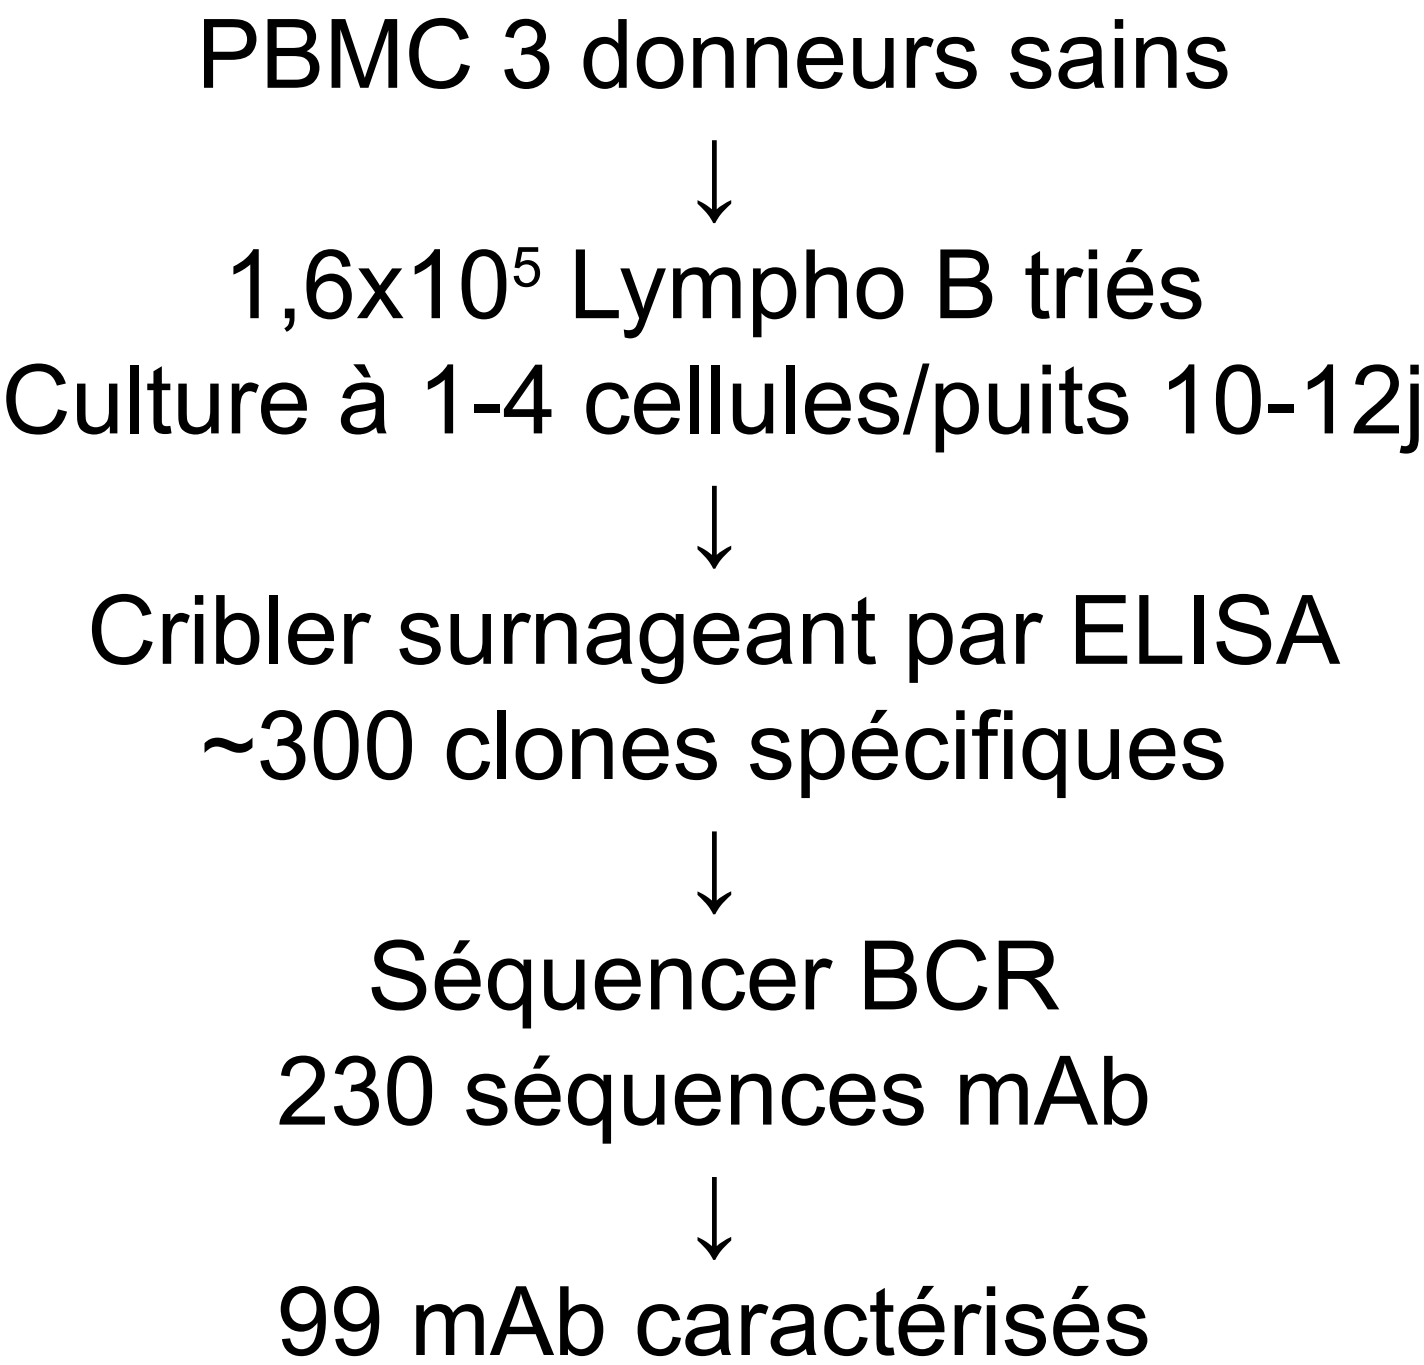 PBMC 3 donneurs sains
↓
1,6x10⁵ Lympho B triés
Culture à 1-4 cellules/puits 10-12j
↓
Cribler surnageant par ELISA
~300 clones spécifiques
↓
Séquencer BCR
230 séquences mAb
↓
99 mAb caractérisés